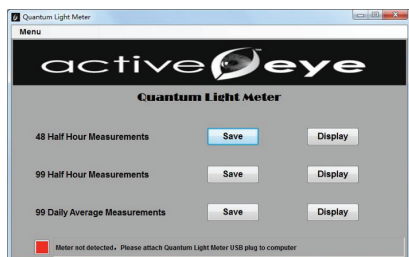 Quantum Light Meter
Menu
active eye™
Quantum Light Meter
48 Half Hour Measurements Save Display
99 Half Hour Measurements Save Display
99 Daily Average Measurements Save Display
Meter not detected. Please attach Quantum Light Meter USB plug to computer